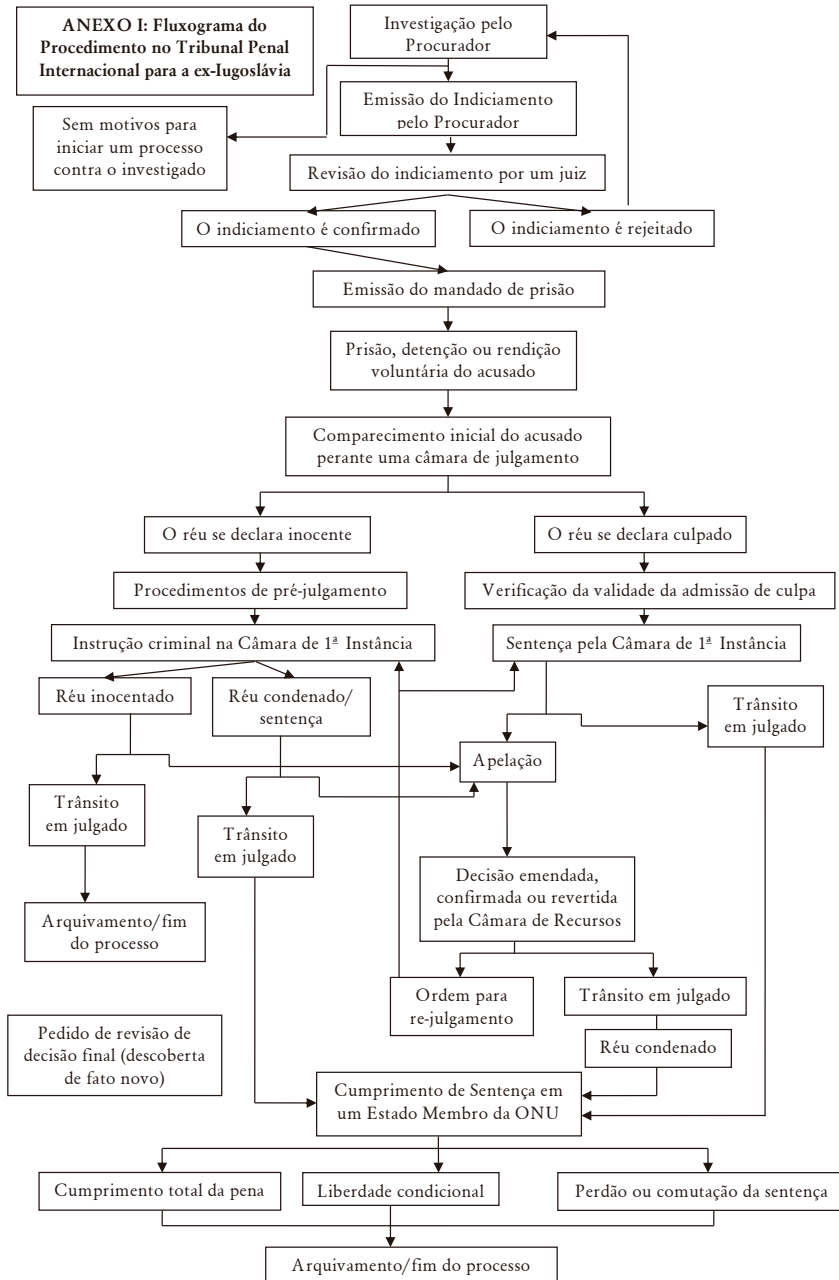 ANEXO I: Fluxograma do
Procedimento no Tribunal Penal
Internacional para a ex-Iugoslávia
Investigação pelo
Procurador
Emissão do Indiciamento
pelo Procurador
Sem motivos para
iniciar um processo
contra o investigado
Revisão do indiciamento por um juiz
O indiciamento é confirmado
O indiciamento é rejeitado
Emissão do mandado de prisão
Prisão, detenção ou rendição
voluntária do acusado
Comparecimento inicial do acusado
perante uma câmara de julgamento
O réu se declara inocente
O réu se declara culpado
Procedimentos de pré-julgamento
Verificação da validade da admissão de culpa
Instrução criminal na Câmara de 1ª Instância
Sentença pela Câmara de 1ª Instância
Réu inocentado
Réu condenado/
sentença
Trânsito
em julgado
Apelação
Trânsito
em julgado
Trânsito
em julgado
Decisão emendada,
confirmada ou revertida
pela Câmara de Recursos
Arquivamento/fim
do processo
Ordem para
re-julgamento
Trânsito em julgado
Réu condenado
Pedido de revisão de
decisão final (descoberta
de fato novo)
Cumprimento de Sentença em
um Estado Membro da ONU
Cumprimento total da pena
Liberdade condicional
Perdão ou comutação da sentença
Arquivamento/fim do processo